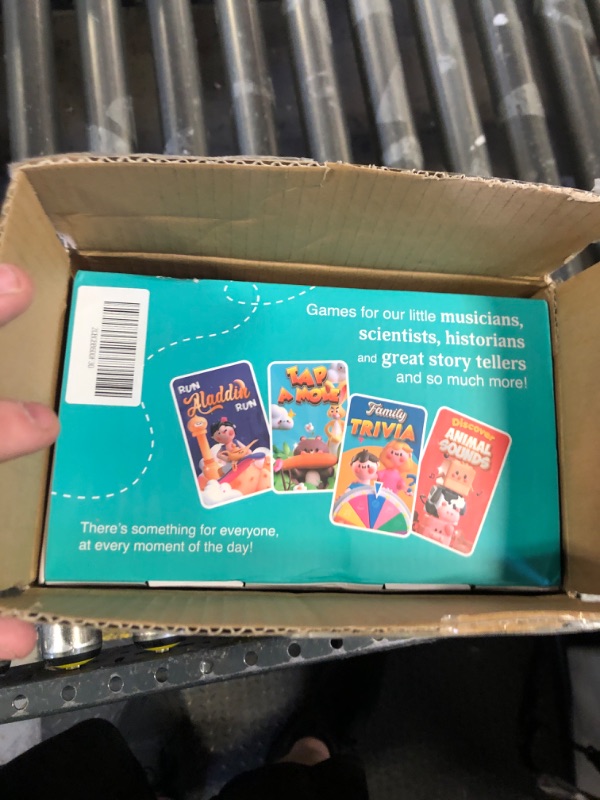 Games for our little musicians,
scientists, historians
and great story tellers
and so much more!
RUN
Aladdin
RUN
TAP
A MOLE
Family
TRIVIA
Discover
ANIMAL
SOUNDS
There's something for everyone,
at every moment of the day!